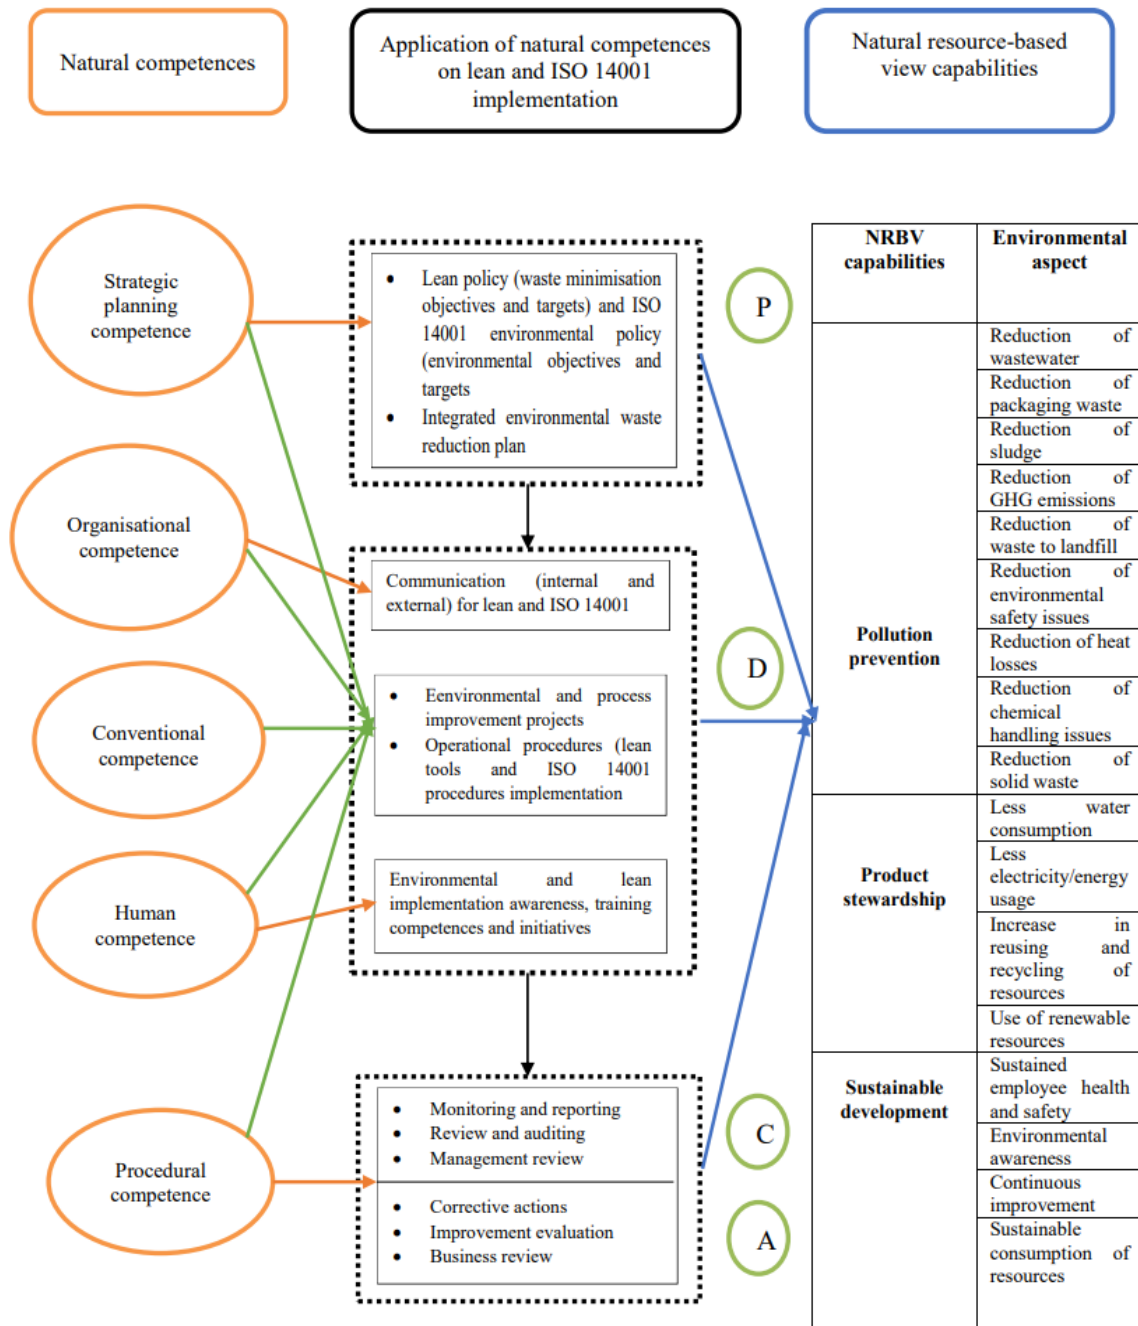 Natural competences
Application of natural competences
on lean and ISO 14001
implementation
Natural resource-based
view capabilities
Strategic
planning
competence
Organisational
competence
Conventional
competence
Human
competence
Procedural
competence
• Lean policy (waste minimisation
objectives and targets) and ISO
14001 environmental policy
(environmental objectives and
targets
• Integrated environmental waste
reduction plan
Communication (internal and
external) for lean and ISO 14001
• Eenvironmental and process
improvement projects
• Operational procedures (lean
tools and ISO 14001
procedures implementation
Environmental and lean
implementation awareness, training
competences and initiatives
• Monitoring and reporting
• Review and auditing
• Management review
• Corrective actions
• Improvement evaluation
• Business review
P
D
C
A
NRBV
capabilities
Environmental
aspect
Pollution
prevention
Reduction of
wastewater
Reduction of
packaging waste
Reduction of
sludge
Reduction of
GHG emissions
Reduction of
waste to landfill
Reduction of
environmental
safety issues
Reduction of heat
losses
Reduction of
chemical
handling issues
Reduction of
solid waste
Product
stewardship
Less water
consumption
Less
electricity/energy
usage
Increase in
reusing and
recycling of
resources
Use of renewable
resources
Sustainable
development
Sustained
employee health
and safety
Environmental
awareness
Continuous
improvement
Sustainable
consumption of
resources